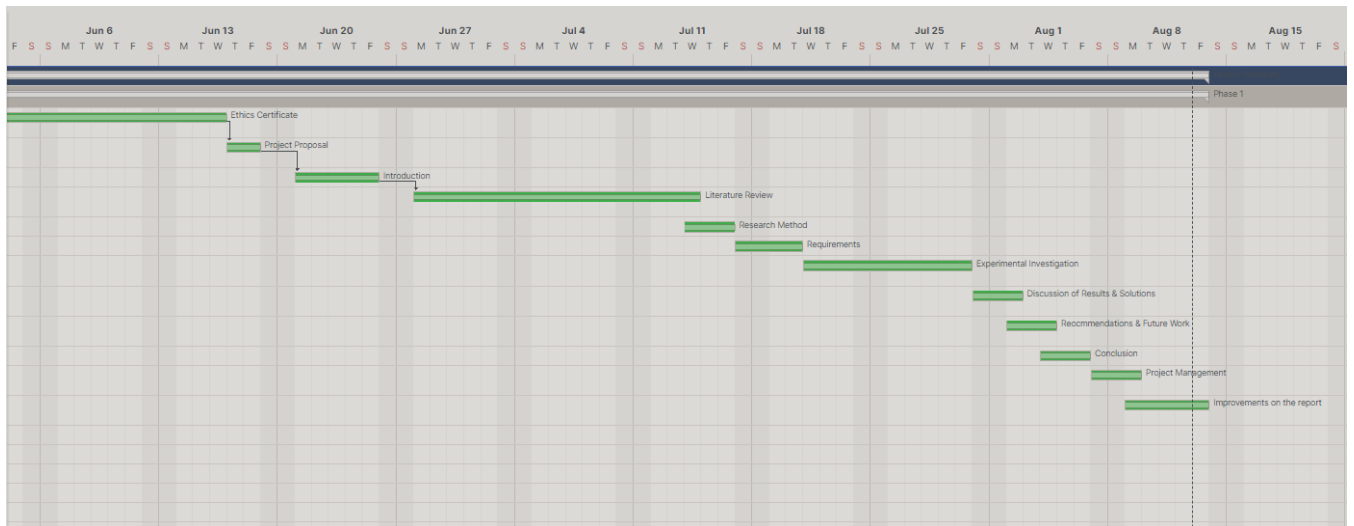 Jun 6 Jun 13 Jun 20 Jun 27 Jul 4 Jul 11 Jul 18 Jul 25 Aug 1 Aug 8 Aug 15
F S S M T W T F S S M T W T F S S M T W T F S S M T W T F S S M T W T F S S M T W T F S S M T W T F S S M T W T F S S M T W T F S S M T W T F S S M T W T F S
Phase 1
Ethics Certificate
Project Proposal
Introduction
Literature Review
Research Method
Requirements
Experimental Investigation
Discussion of Results & Solutions
Reocmmendations & Future Work
Conclusion
Project Management
Improvements on the report